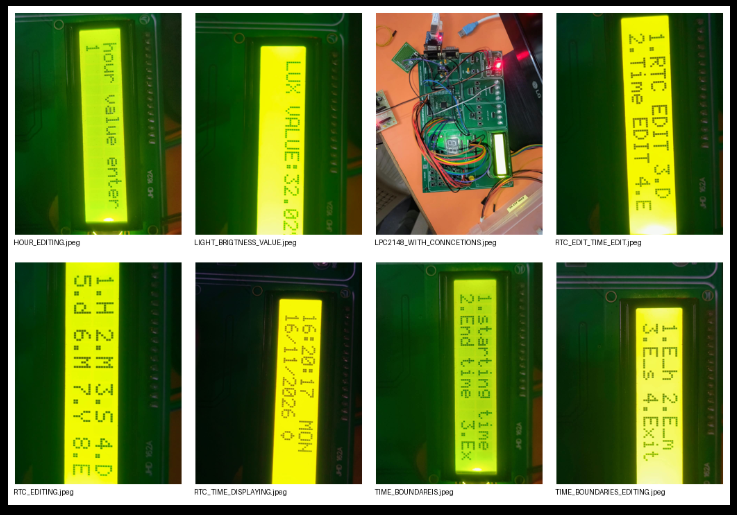 hour value enter
1
HOUR_EDITING.jpeg
LUX VALUE:32.02
LIGHT_BRIGTNESS_VALUE.jpeg
LPC2148_WITH_CONNCETIONS.jpeg
1.RTC EDIT 3.D
2.Time EDIT 4.E
RTC_EDIT_TIME_EDIT.jpeg
1.H 2.M 3.S 4.D
5.d 6.M 7.Y 8.E
RTC_EDITING.jpeg
16:20:17 MON
16/11/2026
RTC_TIME_DISPLAYING.jpeg
1.starting time
2.End time 3.Ex
TIME_BOUNDAREIS.jpeg
1.E_h 2.E_m
3.E_s 4.Exit
TIME_BOUNDARIES_EDITING.jpeg